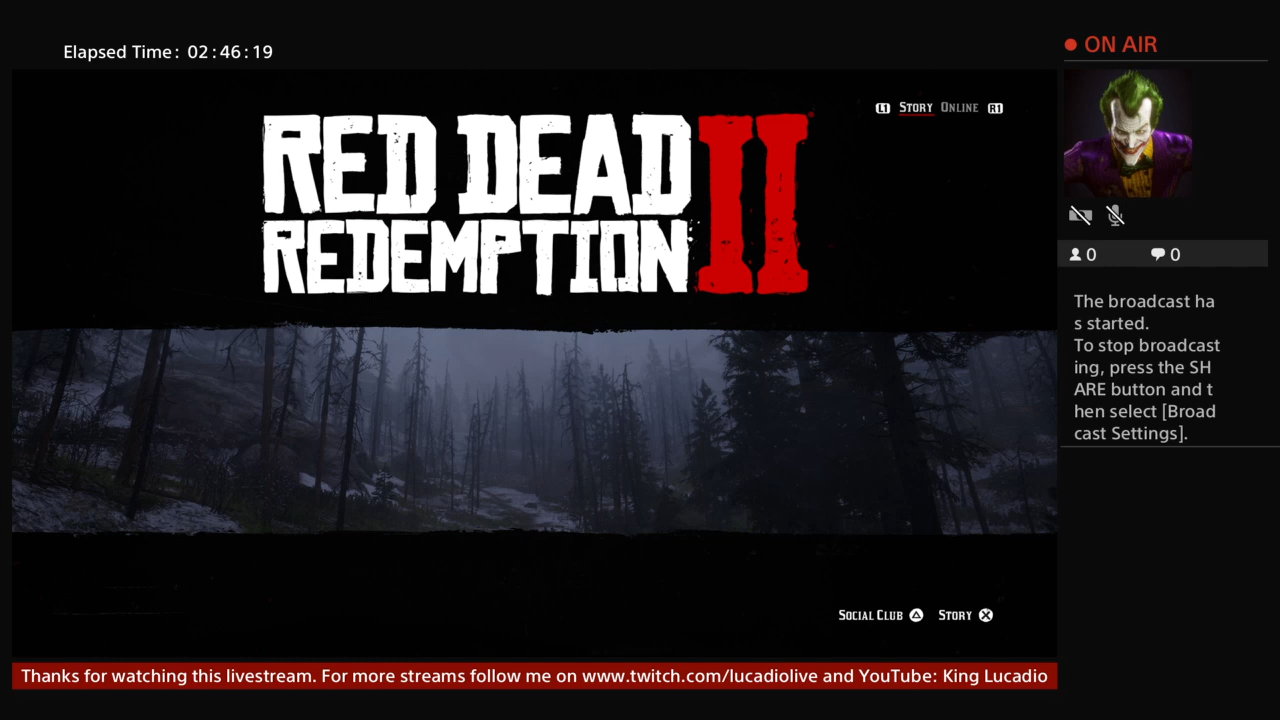 Elapsed Time: 02:46:19
ON AIR
L1 STORY ONLINE R1
RED DEAD II
REDEMPTION
0 0
The broadcast ha
s started.
To stop broadcast
ing, press the SH
ARE button and t
hen select [Broad
cast Settings].
SOCIAL CLUB STORY
Thanks for watching this livestream. For more streams follow me on www.twitch.com/lucadiolive and YouTube: King Lucadio